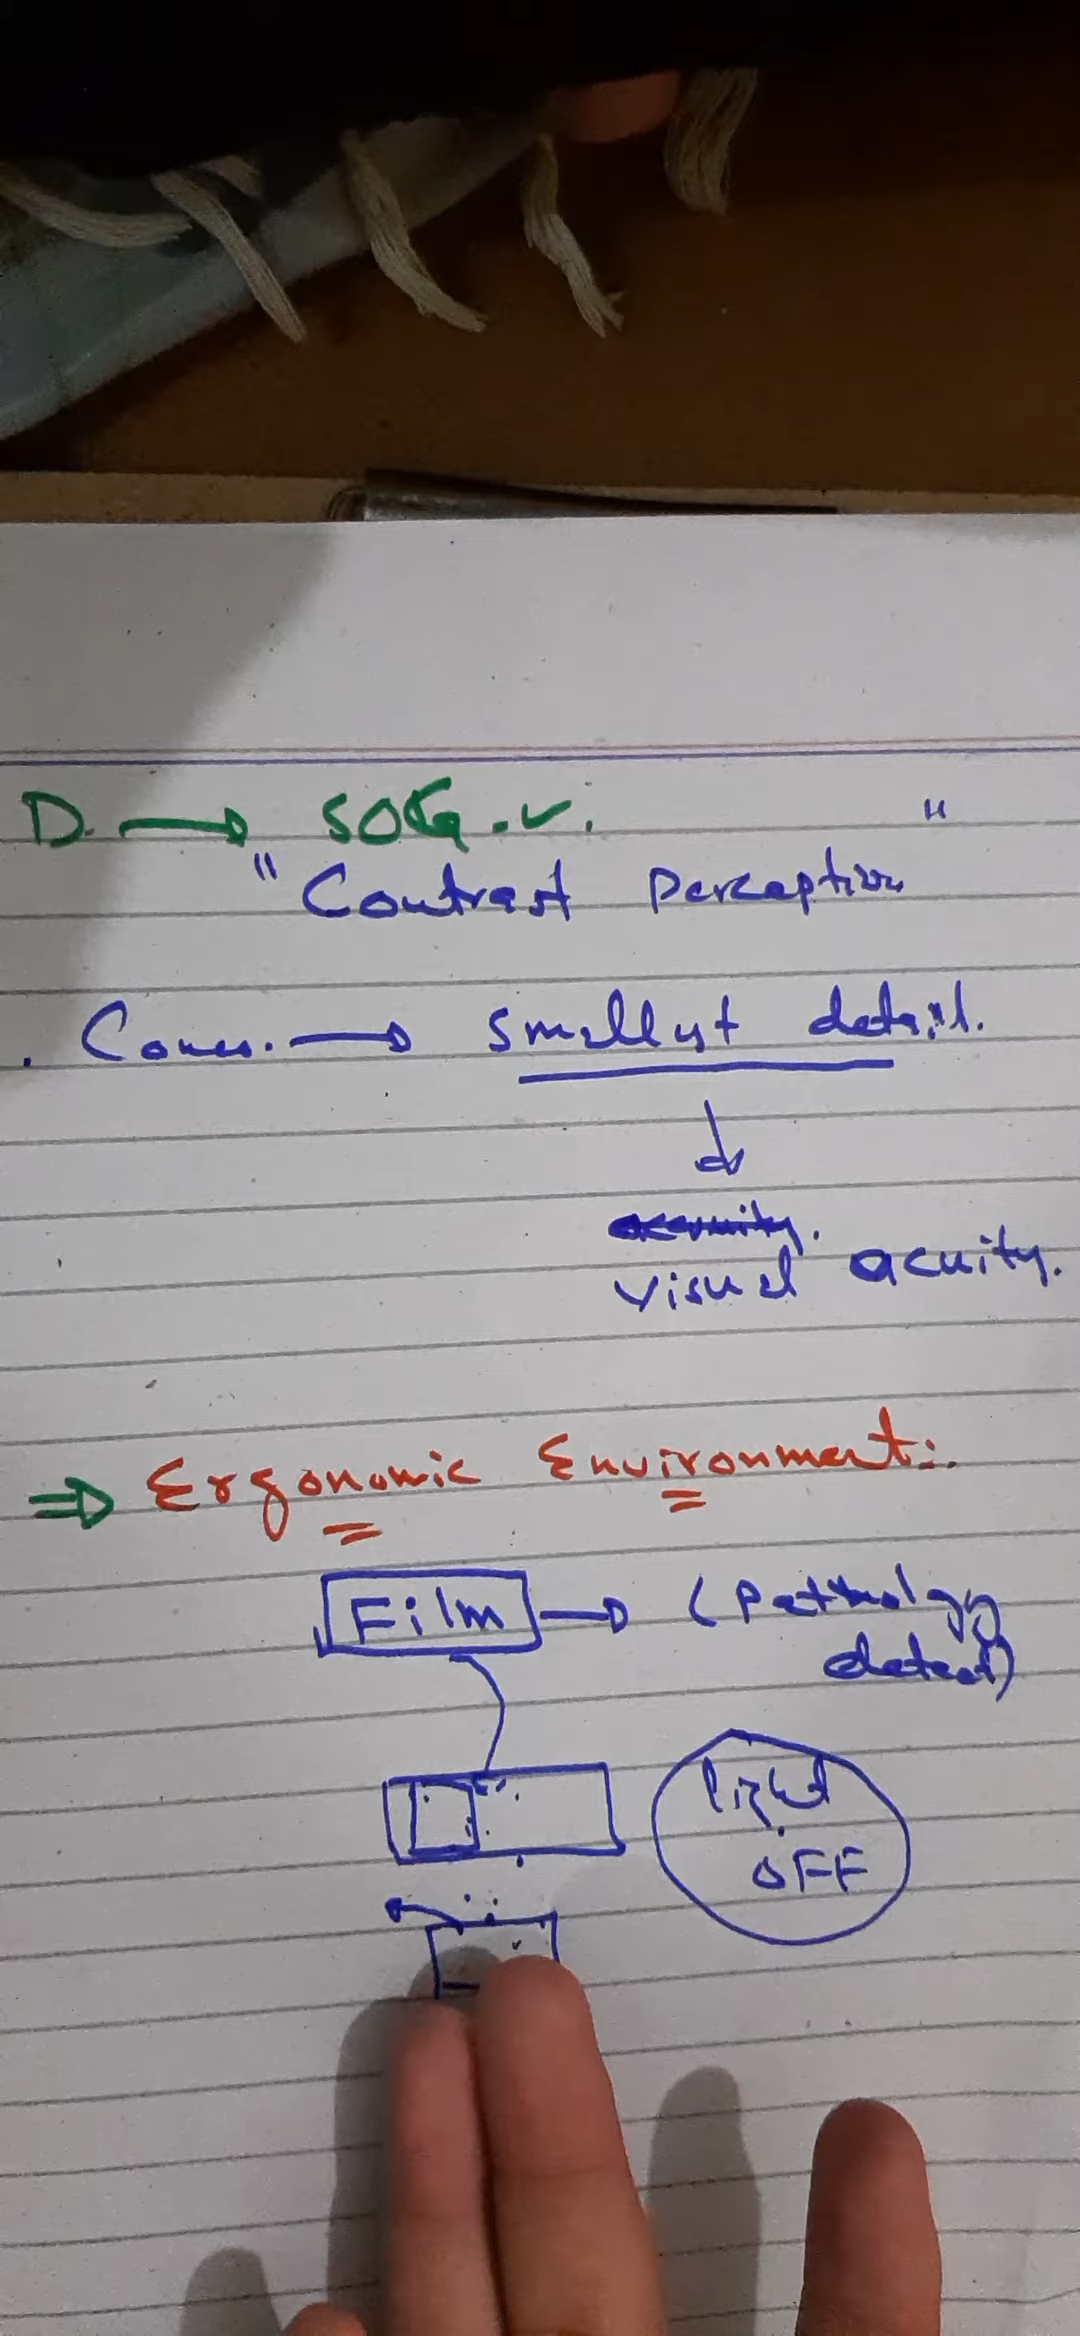 D. → 50 .v.
" Contrast Perception "
. Cones. → Smallest detail.
↓
visual acuity.
⇒ Ergonomic Environment:.
Film → (Pathology
detect)
light
OFF